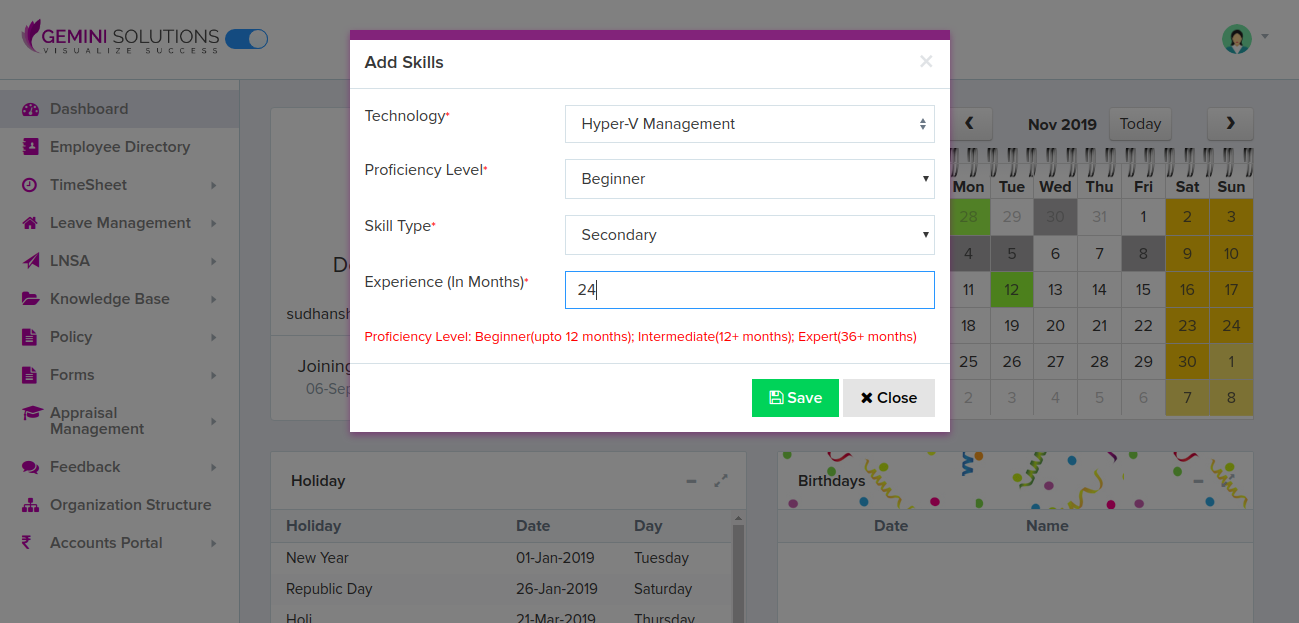 GEMINI SOLUTIONS
VISUALIZE SUCCESS
Dashboard
Employee Directory
TimeSheet
Leave Management
LNSA
Knowledge Base
Policy
Forms
Appraisal
Management
Feedback
Organization Structure
Accounts Portal
Add Skills
Technology*
Hyper-V Management
Proficiency Level*
Beginner
Skill Type*
Secondary
Experience (In Months)*
24
Proficiency Level: Beginner(upto 12 months); Intermediate(12+ months); Expert(36+ months)
Save
Close
Joining
Nov 2019
Today
Mon Tue Wed Thu Fri Sat Sun
28 29 30 31 1 2 3
4 5 6 7 8 9 10
11 12 13 14 15 16 17
18 19 20 21 22 23 24
25 26 27 28 29 30 1
2 3 4 5 6 7 8
Holiday
Holiday Date Day
New Year 01-Jan-2019 Tuesday
Republic Day 26-Jan-2019 Saturday
Holi 21-Mar-2019 Thursday
Birthdays
Date Name